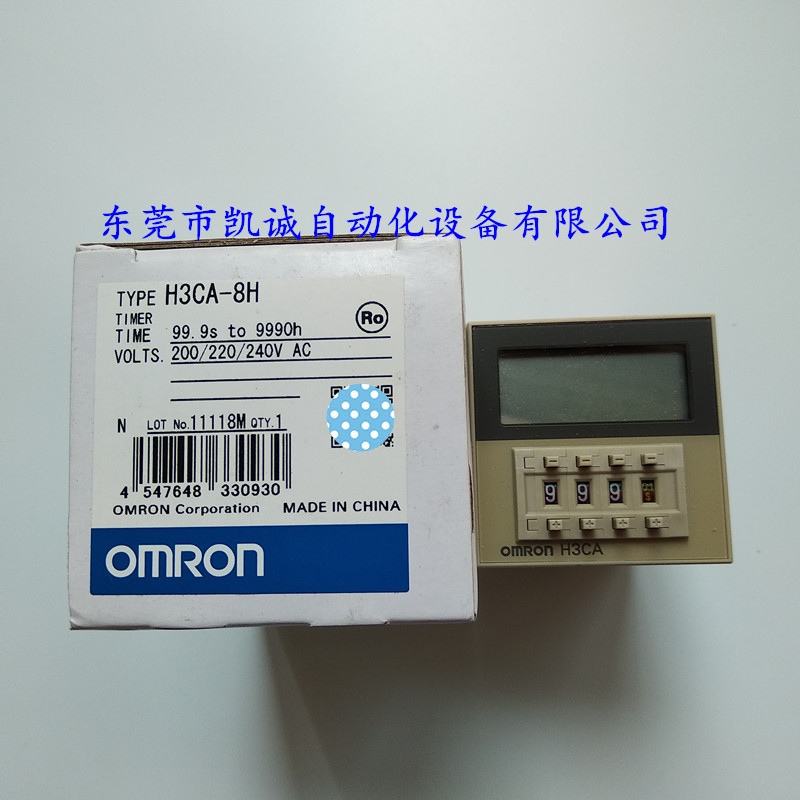 东莞市凯诚自动化设备有限公司
TYPE H3CA-8H
TIMER
TIME 99.9s to 9990h
VOLTS. 200/220/240V AC
Ro
N LOT No.11118M QTY.1
4 547648 330930
OMRON Corporation MADE IN CHINA
OMRON
9 9 9
OMRON H3CA